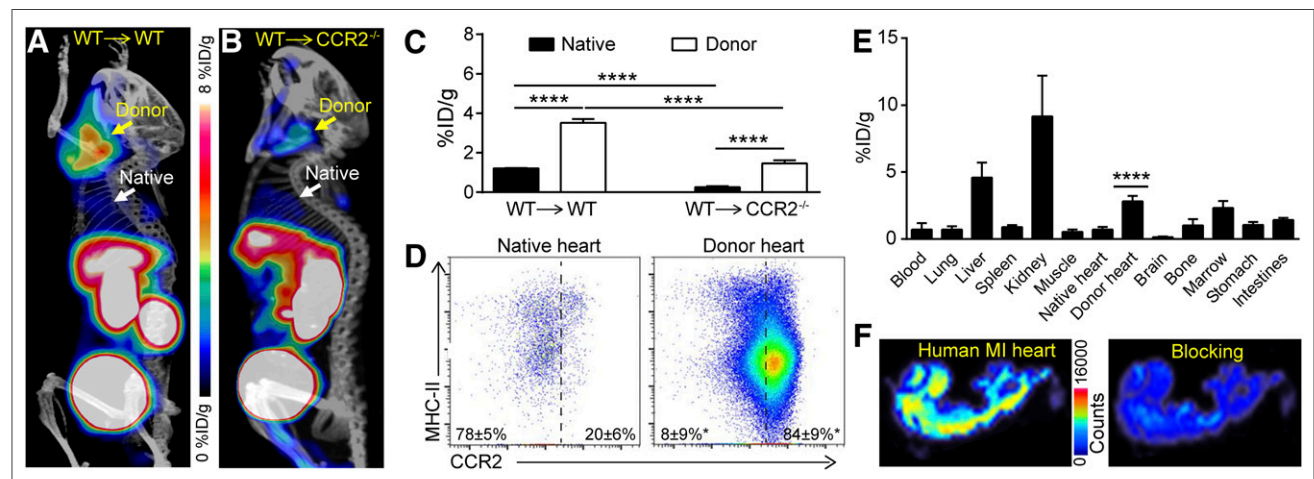 A
WT→WT
Donor
Native
8 %ID/g
0 %ID/g
B
WT→CCR2⁻/⁻
Donor
Native
C
Native
Donor
%ID/g
6
4
2
0
****
****
****
****
WT→WT
WT→CCR2⁻/⁻
D
Native heart
Donor heart
MHC-II
78±5%
20±6%
8±9%*
84±9%*
CCR2
E
%ID/g
15
10
5
0
****
Blood
Lung
Liver
Spleen
Kidney
Muscle
Native heart
Donor heart
Brain
Bone
Marrow
Stomach
Intestines
F
Human MI heart
16000
Counts
0
Blocking